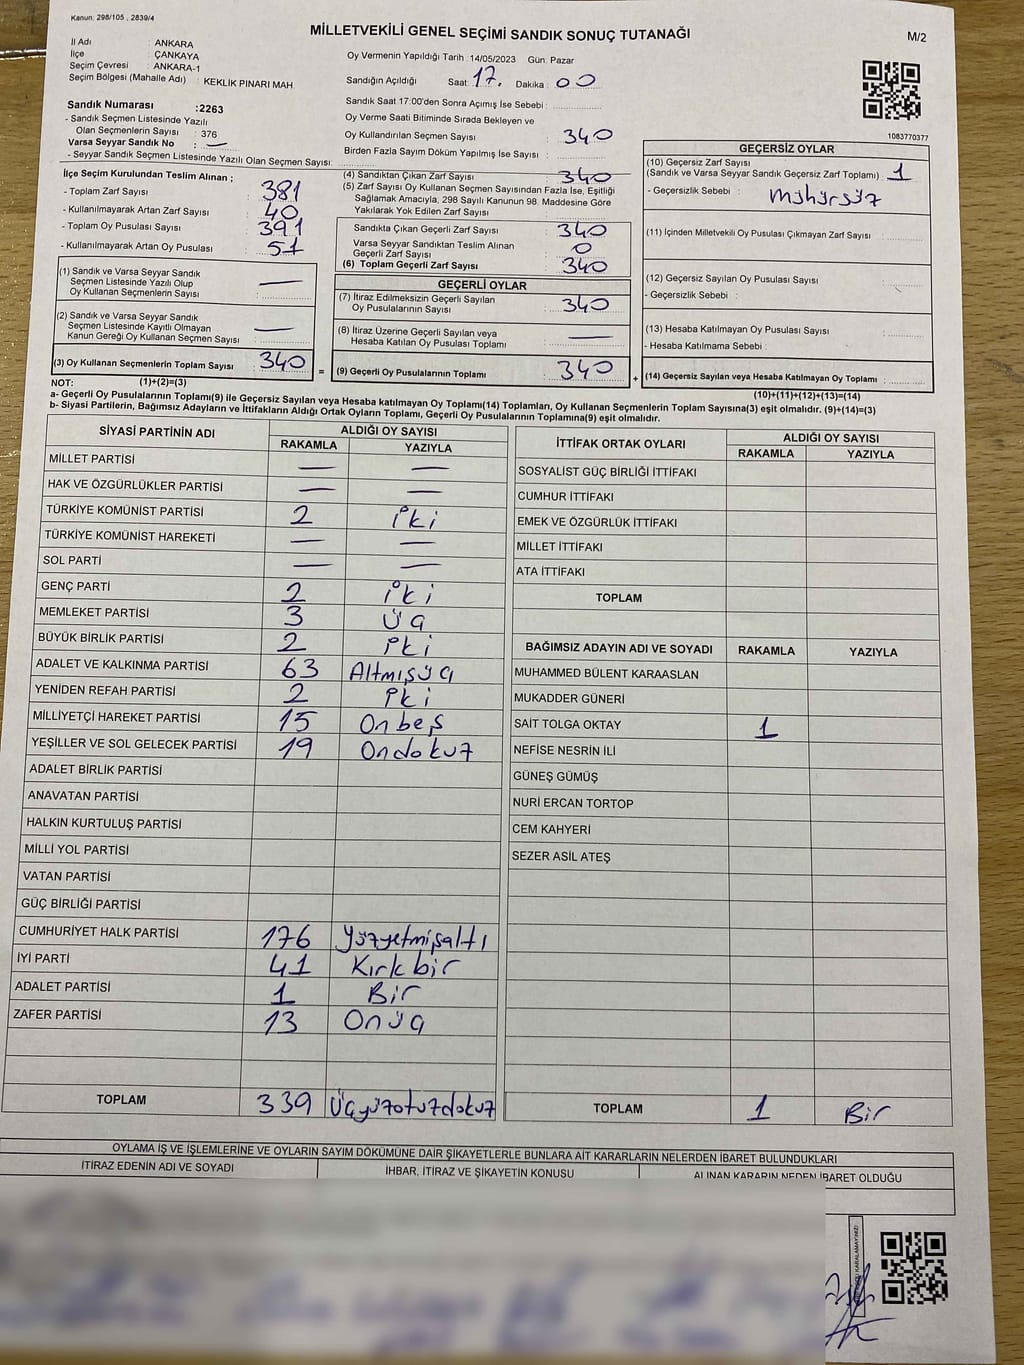 Kanun: 298/105 , 2839/4
MİLLETVEKİLİ GENEL SEÇİMİ SANDIK SONUÇ TUTANAĞI
M/2
İl Adı : ANKARA
İlçe : ÇANKAYA
Seçim Çevresi : ANKARA-1
Seçim Bölgesi (Mahalle Adı) : KEKLİK PINARI MAH
Oy Vermenin Yapıldığı Tarih :14/05/2023 Gün: Pazar
Sandığın Açıldığı Saat : 17. Dakika : 00
Sandık Numarası :2263
- Sandık Seçmen Listesinde Yazılı
Olan Seçmenlerin Sayısı : 376
Varsa Seyyar Sandık No : —
- Seyyar Sandık Seçmen Listesinde Yazılı Olan Seçmen Sayısı:
Sandık Saat 17:00'den Sonra Açımış İse Sebebi :
Oy Verme Saati Bitiminde Sırada Bekleyen ve
Oy Kullandırılan Seçmen Sayısı : 340
Birden Fazla Sayım Döküm Yapılmış İse Sayısı :
1083770377
İlçe Seçim Kurulundan Teslim Alınan ;
- Toplam Zarf Sayısı : 381
- Kullanılmayarak Artan Zarf Sayısı : 40
- Toplam Oy Pusulası Sayısı : 391
- Kullanılmayarak Artan Oy Pusulası : 51
(1) Sandık ve Varsa Seyyar Sandık
Seçmen Listesinde Yazılı Olup
Oy Kullanan Seçmenlerin Sayısı : —
(2) Sandık ve Varsa Seyyar Sandık
Seçmen Listesinde Kayıtlı Olmayan
Kanun Gereği Oy Kullanan Seçmen Sayısı : —
(3) Oy Kullanan Seçmenlerin Toplam Sayısı : 340
(4) Sandıktan Çıkan Zarf Sayısı : 340
(5) Zarf Sayısı Oy Kullanan Seçmen Sayısından Fazla İse, Eşitliği
Sağlamak Amacıyla, 298 Sayılı Kanunun 98. Maddesine Göre
Yakılarak Yok Edilen Zarf Sayısı :
Sandıkta Çıkan Geçerli Zarf Sayısı : 340
Varsa Seyyar Sandıktan Teslim Alınan
Geçerli Zarf Sayısı : 0
(6) Toplam Geçerli Zarf Sayısı : 340
GEÇERLİ OYLAR
(7) İtiraz Edilmeksizin Geçerli Sayılan
Oy Pusulalarının Sayısı : 340
(8) İtiraz Üzerine Geçerli Sayılan veya
Hesaba Katılan Oy Pusulası Toplamı : —
= (9) Geçerli Oy Pusulalarının Toplamı : 340
GEÇERSİZ OYLAR
(10) Geçersiz Zarf Sayısı
(Sandık ve Varsa Seyyar Sandık Geçersiz Zarf Toplamı) : 1
- Geçersizlik Sebebi : mühürsüz
(11) İçinden Milletvekili Oy Pusulası Çıkmayan Zarf Sayısı :
(12) Geçersiz Sayılan Oy Pusulası Sayısı :
- Geçersizlik Sebebi :
(13) Hesaba Katılmayan Oy Pusulası Sayısı :
- Hesaba Katılmama Sebebi :
+ (14) Geçersiz Sayılan veya Hesaba Katılmayan Oy Toplamı :
NOT: (1)+(2)=(3) (10)+(11)+(12)+(13)=(14)
a- Geçerli Oy Pusulalarının Toplamı(9) ile Geçersiz Sayılan veya Hesaba katılmayan Oy Toplamı(14) Toplamları, Oy Kullanan Seçmenlerin Toplam Sayısına(3) eşit olmalıdır. (9)+(14)=(3)
b- Siyasi Partilerin, Bağımsız Adayların ve İttifakların Aldığı Ortak Oyların Toplamı, Geçerli Oy Pusulalarının Toplamına(9) eşit olmalıdır.
SİYASİ PARTİNİN ADI ALDIĞI OY SAYISI
RAKAMLA YAZIYLA
MİLLET PARTİSİ — —
HAK VE ÖZGÜRLÜKLER PARTİSİ — —
TÜRKİYE KOMÜNİST PARTİSİ 2 iki
TÜRKİYE KOMÜNİST HAREKETİ — —
SOL PARTİ — —
GENÇ PARTİ 2 iki
MEMLEKET PARTİSİ 3 Üç
BÜYÜK BİRLİK PARTİSİ 2 iki
ADALET VE KALKINMA PARTİSİ 63 Altmışüç
YENİDEN REFAH PARTİSİ 2 iki
MİLLİYETÇİ HAREKET PARTİSİ 15 Onbeş
YEŞİLLER VE SOL GELECEK PARTİSİ 19 Ondokuz
ADALET BİRLİK PARTİSİ
ANAVATAN PARTİSİ
HALKIN KURTULUŞ PARTİSİ
MİLLİ YOL PARTİSİ
VATAN PARTİSİ
GÜÇ BİRLİĞİ PARTİSİ
CUMHURİYET HALK PARTİSİ 176 Yüzyetmişaltı
İYİ PARTİ 41 Kırkbir
ADALET PARTİSİ 1 Bir
ZAFER PARTİSİ 13 Onüç
TOPLAM 339 Üçyüzotuzdokuz
İTTİFAK ORTAK OYLARI ALDIĞI OY SAYISI
RAKAMLA YAZIYLA
SOSYALİST GÜÇ BİRLİĞİ İTTİFAKI
CUMHUR İTTİFAKI
EMEK VE ÖZGÜRLÜK İTTİFAKI
MİLLET İTTİFAKI
ATA İTTİFAKI
TOPLAM
BAĞIMSIZ ADAYIN ADI VE SOYADI RAKAMLA YAZIYLA
MUHAMMED BÜLENT KARAASLAN
MUKADDER GÜNERİ
SAİT TOLGA OKTAY 1
NEFİSE NESRİN İLİ
GÜNEŞ GÜMÜŞ
NURİ ERCAN TORTOP
CEM KAHYERİ
SEZER ASİL ATEŞ
TOPLAM 1 Bir
OYLAMA İŞ VE İŞLEMLERİNE VE OYLARIN SAYIM DÖKÜMÜNE DAİR ŞİKAYETLERLE BUNLARA AİT KARARLARIN NELERDEN İBARET BULUNDUKLARI
İTİRAZ EDENİN ADI VE SOYADI İHBAR, İTİRAZ VE ŞİKAYETİN KONUSU ALINAN KARARIN NEDEN İBARET OLDUĞU